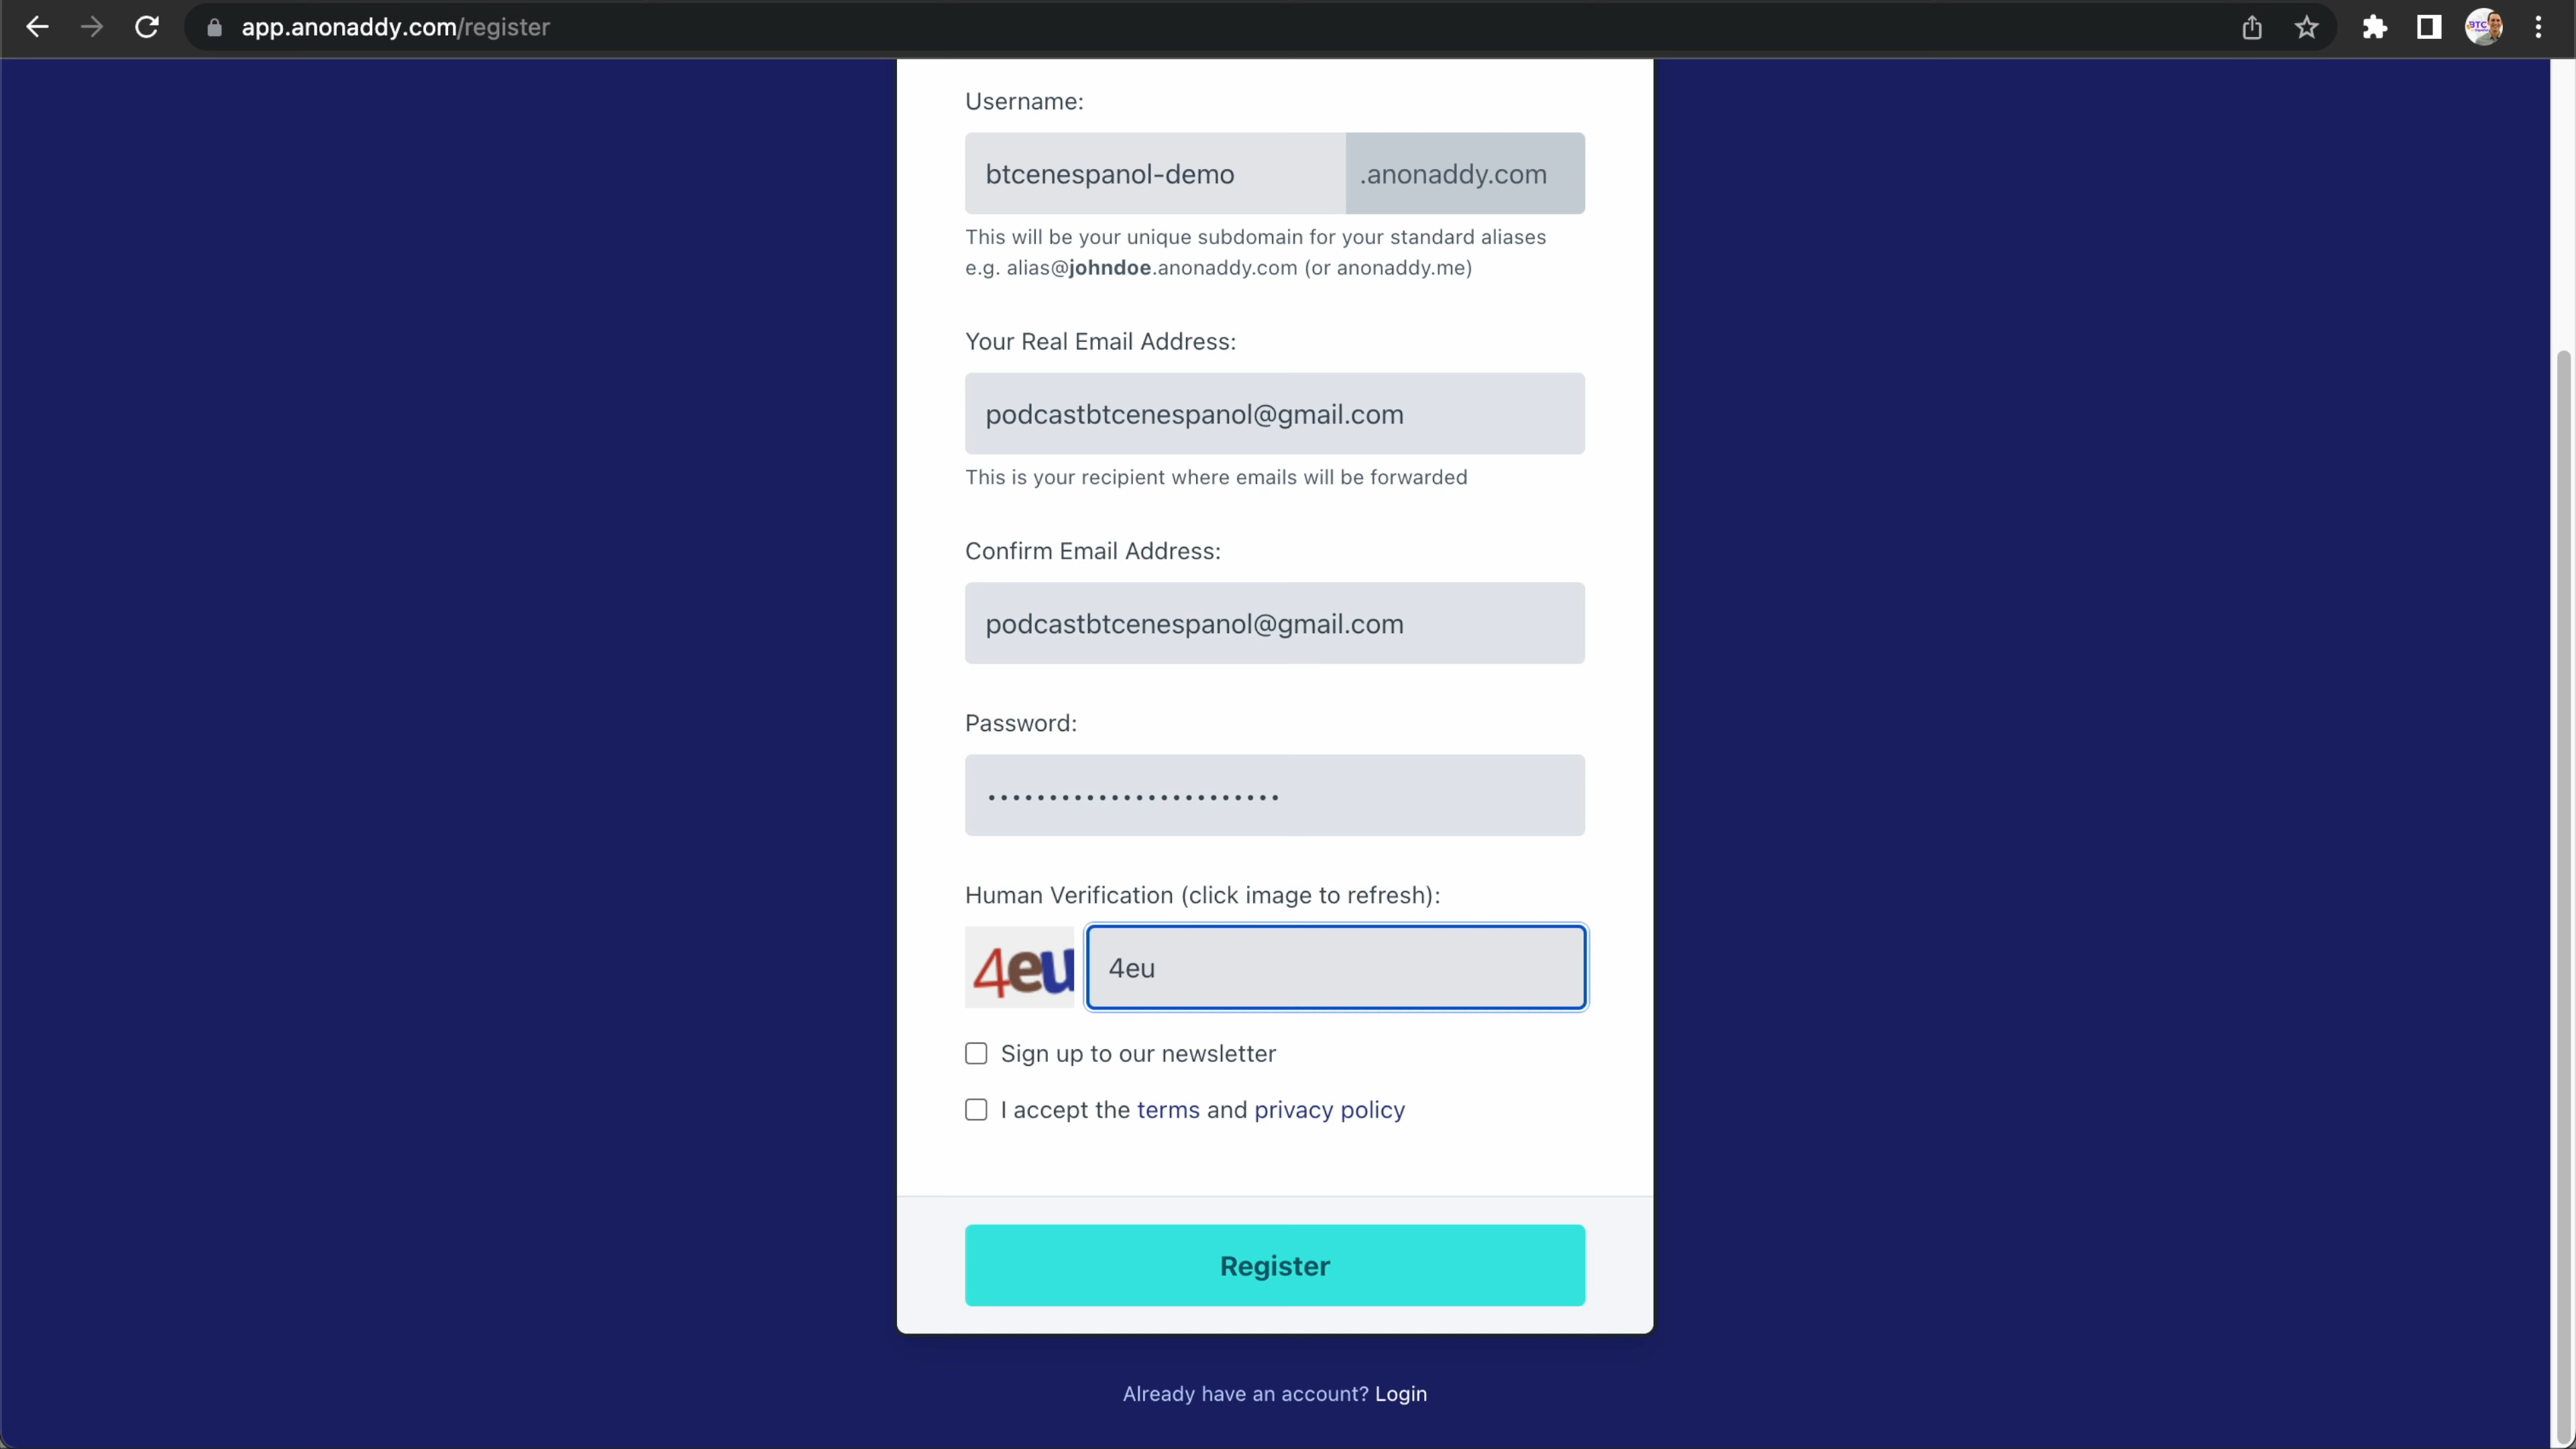 app.anonaddy.com/register
BTC
Username:
btcenespanol-demo
.anonaddy.com
This will be your unique subdomain for your standard aliases
e.g. alias@johndoe.anonaddy.com (or anonaddy.me)
Your Real Email Address:
podcastbtcenespanol@gmail.com
This is your recipient where emails will be forwarded
Confirm Email Address:
podcastbtcenespanol@gmail.com
Password:
Human Verification (click image to refresh):
4eu
4eu
Sign up to our newsletter
I accept the terms and privacy policy
Register
Already have an account? Login